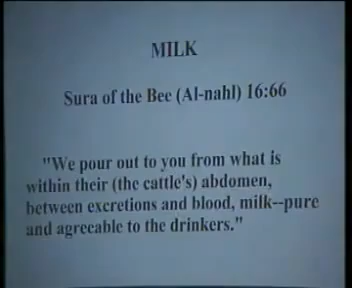 MILK
Sura of the Bee (Al-nahl) 16:66
"We pour out to you from what is
within their (the cattle's) abdomen,
between excretions and blood, milk--pure
and agreeable to the drinkers."